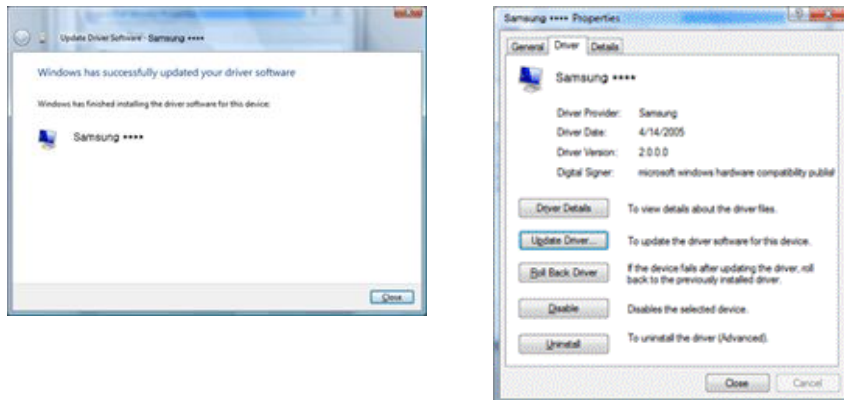 Update Driver Software - Samsung ••••
Windows has successfully updated your driver software
Windows has finished installing the driver software for this device:
Samsung ••••
Close
Samsung •••• Properties
General Driver Details
Samsung ••••
Driver Provider: Samsung
Driver Date: 4/14/2005
Driver Version: 2.0.0.0
Digital Signer: microsoft windows hardware compatibility publish
Driver Details To view details about the driver files.
Update Driver... To update the driver software for this device.
Roll Back Driver If the device fails after updating the driver, roll
back to the previously installed driver.
Disable Disables the selected device.
Uninstall To uninstall the driver (Advanced).
Close Cancel